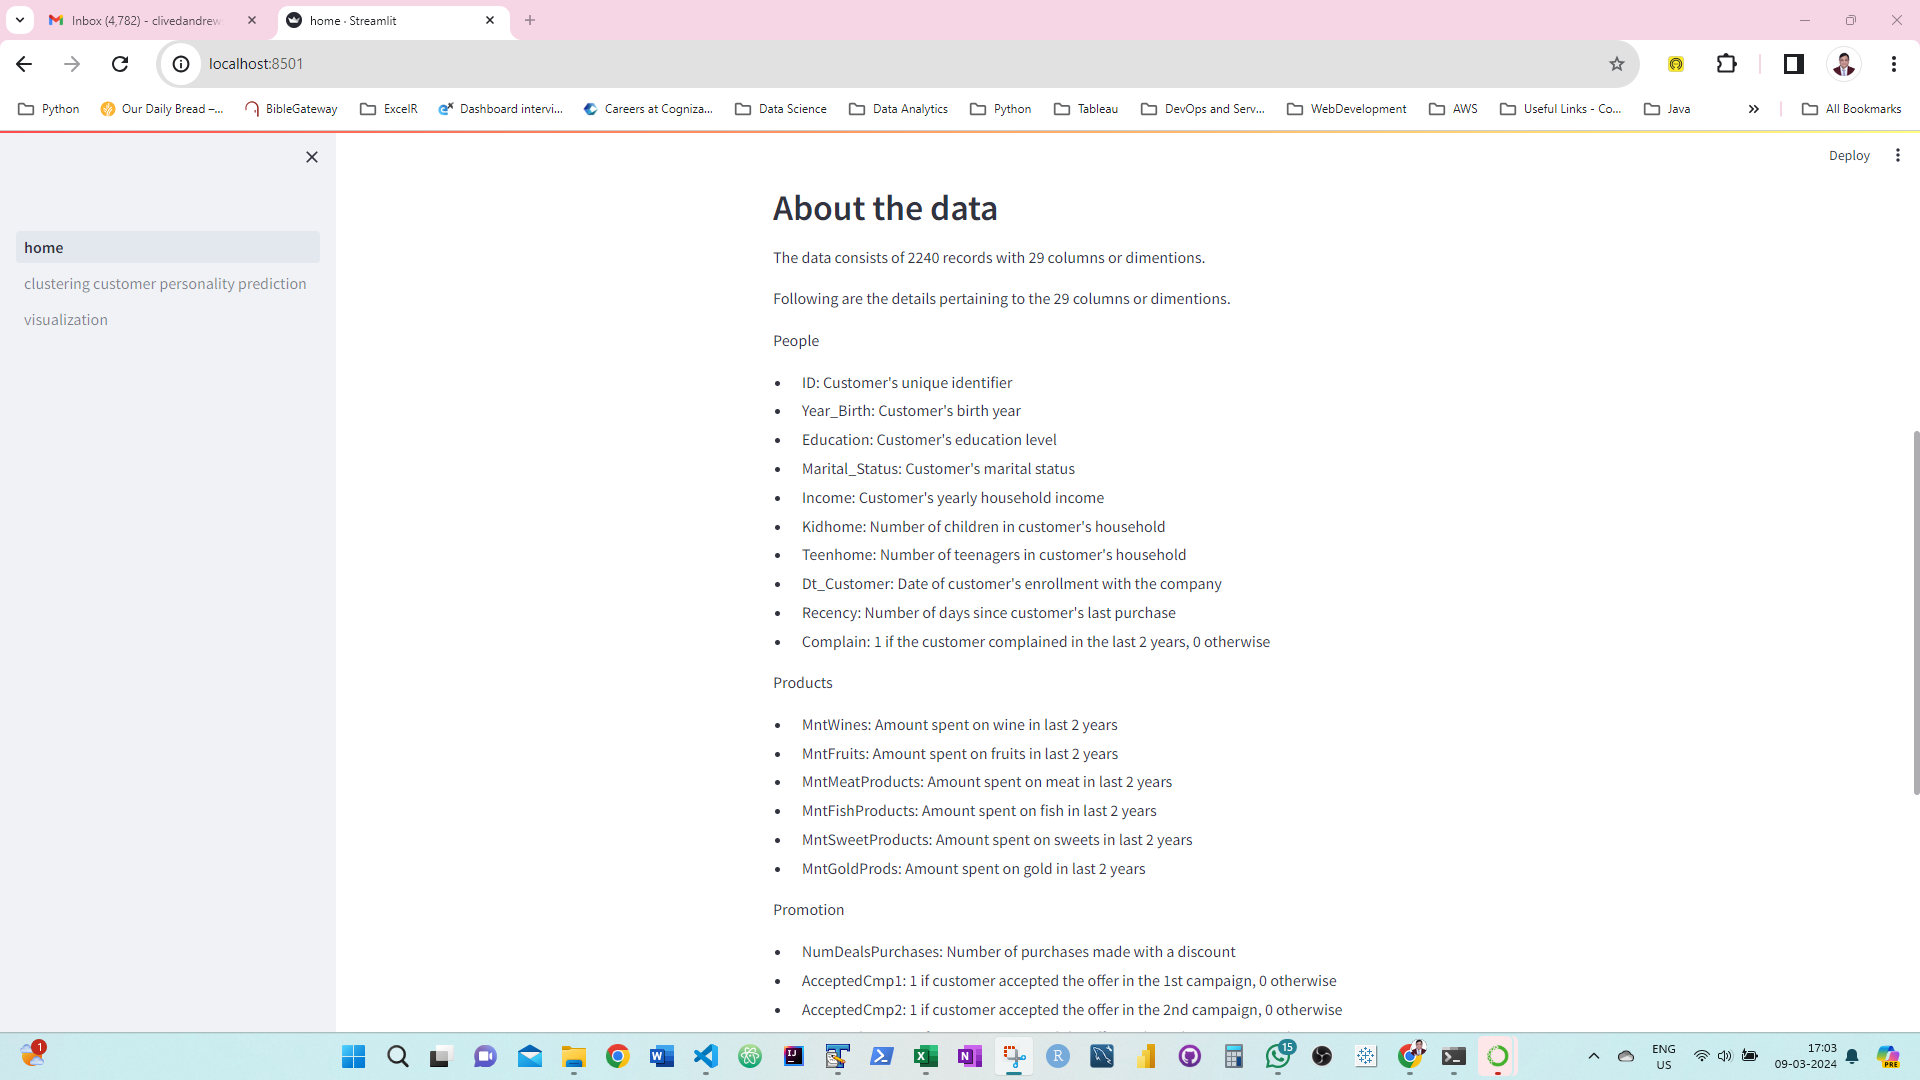 Inbox (4,782) - clivedandrew
home · Streamlit
localhost:8501
Python
Our Daily Bread –...
BibleGateway
ExcelR
Dashboard intervi...
Careers at Cogniza...
Data Science
Data Analytics
Python
Tableau
DevOps and Serv...
WebDevelopment
AWS
Useful Links - Co...
Java
All Bookmarks
Deploy
home
clustering customer personality prediction
visualization
About the data
The data consists of 2240 records with 29 columns or dimentions.
Following are the details pertaining to the 29 columns or dimentions.
People
ID: Customer's unique identifier
Year_Birth: Customer's birth year
Education: Customer's education level
Marital_Status: Customer's marital status
Income: Customer's yearly household income
Kidhome: Number of children in customer's household
Teenhome: Number of teenagers in customer's household
Dt_Customer: Date of customer's enrollment with the company
Recency: Number of days since customer's last purchase
Complain: 1 if the customer complained in the last 2 years, 0 otherwise
Products
MntWines: Amount spent on wine in last 2 years
MntFruits: Amount spent on fruits in last 2 years
MntMeatProducts: Amount spent on meat in last 2 years
MntFishProducts: Amount spent on fish in last 2 years
MntSweetProducts: Amount spent on sweets in last 2 years
MntGoldProds: Amount spent on gold in last 2 years
Promotion
NumDealsPurchases: Number of purchases made with a discount
AcceptedCmp1: 1 if customer accepted the offer in the 1st campaign, 0 otherwise
AcceptedCmp2: 1 if customer accepted the offer in the 2nd campaign, 0 otherwise
1
15
ENG
US
17:03
09-03-2024
PRE